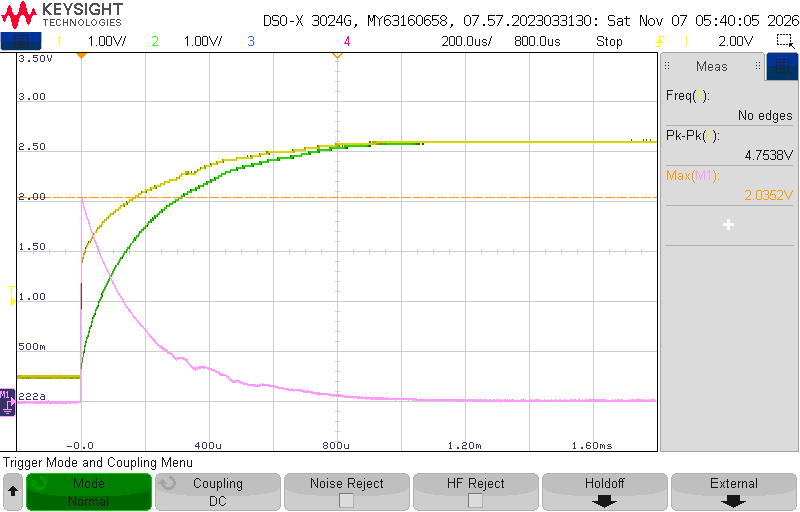 KEYSIGHT
TECHNOLOGIES
DSO-X 3024G, MY63160658, 07.57.2023033130: Sat Nov 07 05:40:05 2026
1 1.00V/ 2 1.00V/ 3 4 200.0us/ 800.0us Stop 1 2.00V
3.50V
3.00
2.50
2.00
1.50
1.00
500m
222a
-0.0 400u 800u 1.20m 1.60ms
T
M1
Meas
Freq( ):
No edges
Pk-Pk( ):
4.7538V
Max(M1):
2.0352V
Trigger Mode and Coupling Menu
Mode
Normal
Coupling
DC
Noise Reject
HF Reject
Holdoff
External